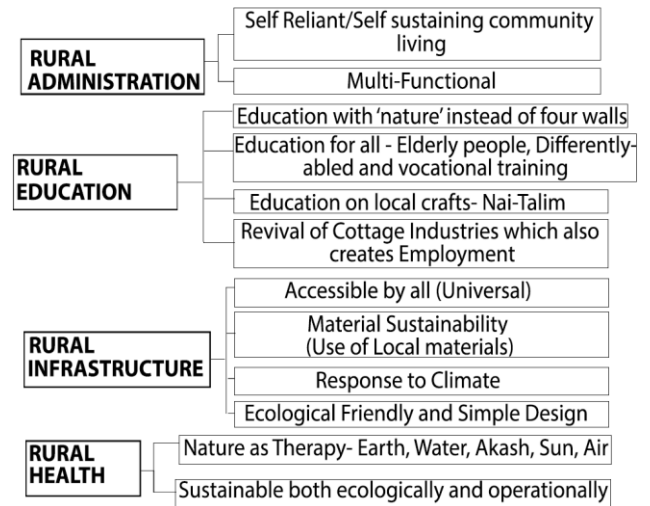 RURAL
ADMINISTRATION
Self Reliant/Self sustaining community
living
Multi-Functional
RURAL
EDUCATION
Education with 'nature' instead of four walls
Education for all - Elderly people, Differently-
abled and vocational training
Education on local crafts- Nai-Talim
Revival of Cottage Industries which also
creates Employment
RURAL
INFRASTRUCTURE
Accessible by all (Universal)
Material Sustainability
(Use of Local materials)
Response to Climate
Ecological Friendly and Simple Design
RURAL
HEALTH
Nature as Therapy- Earth, Water, Akash, Sun, Air
Sustainable both ecologically and operationally